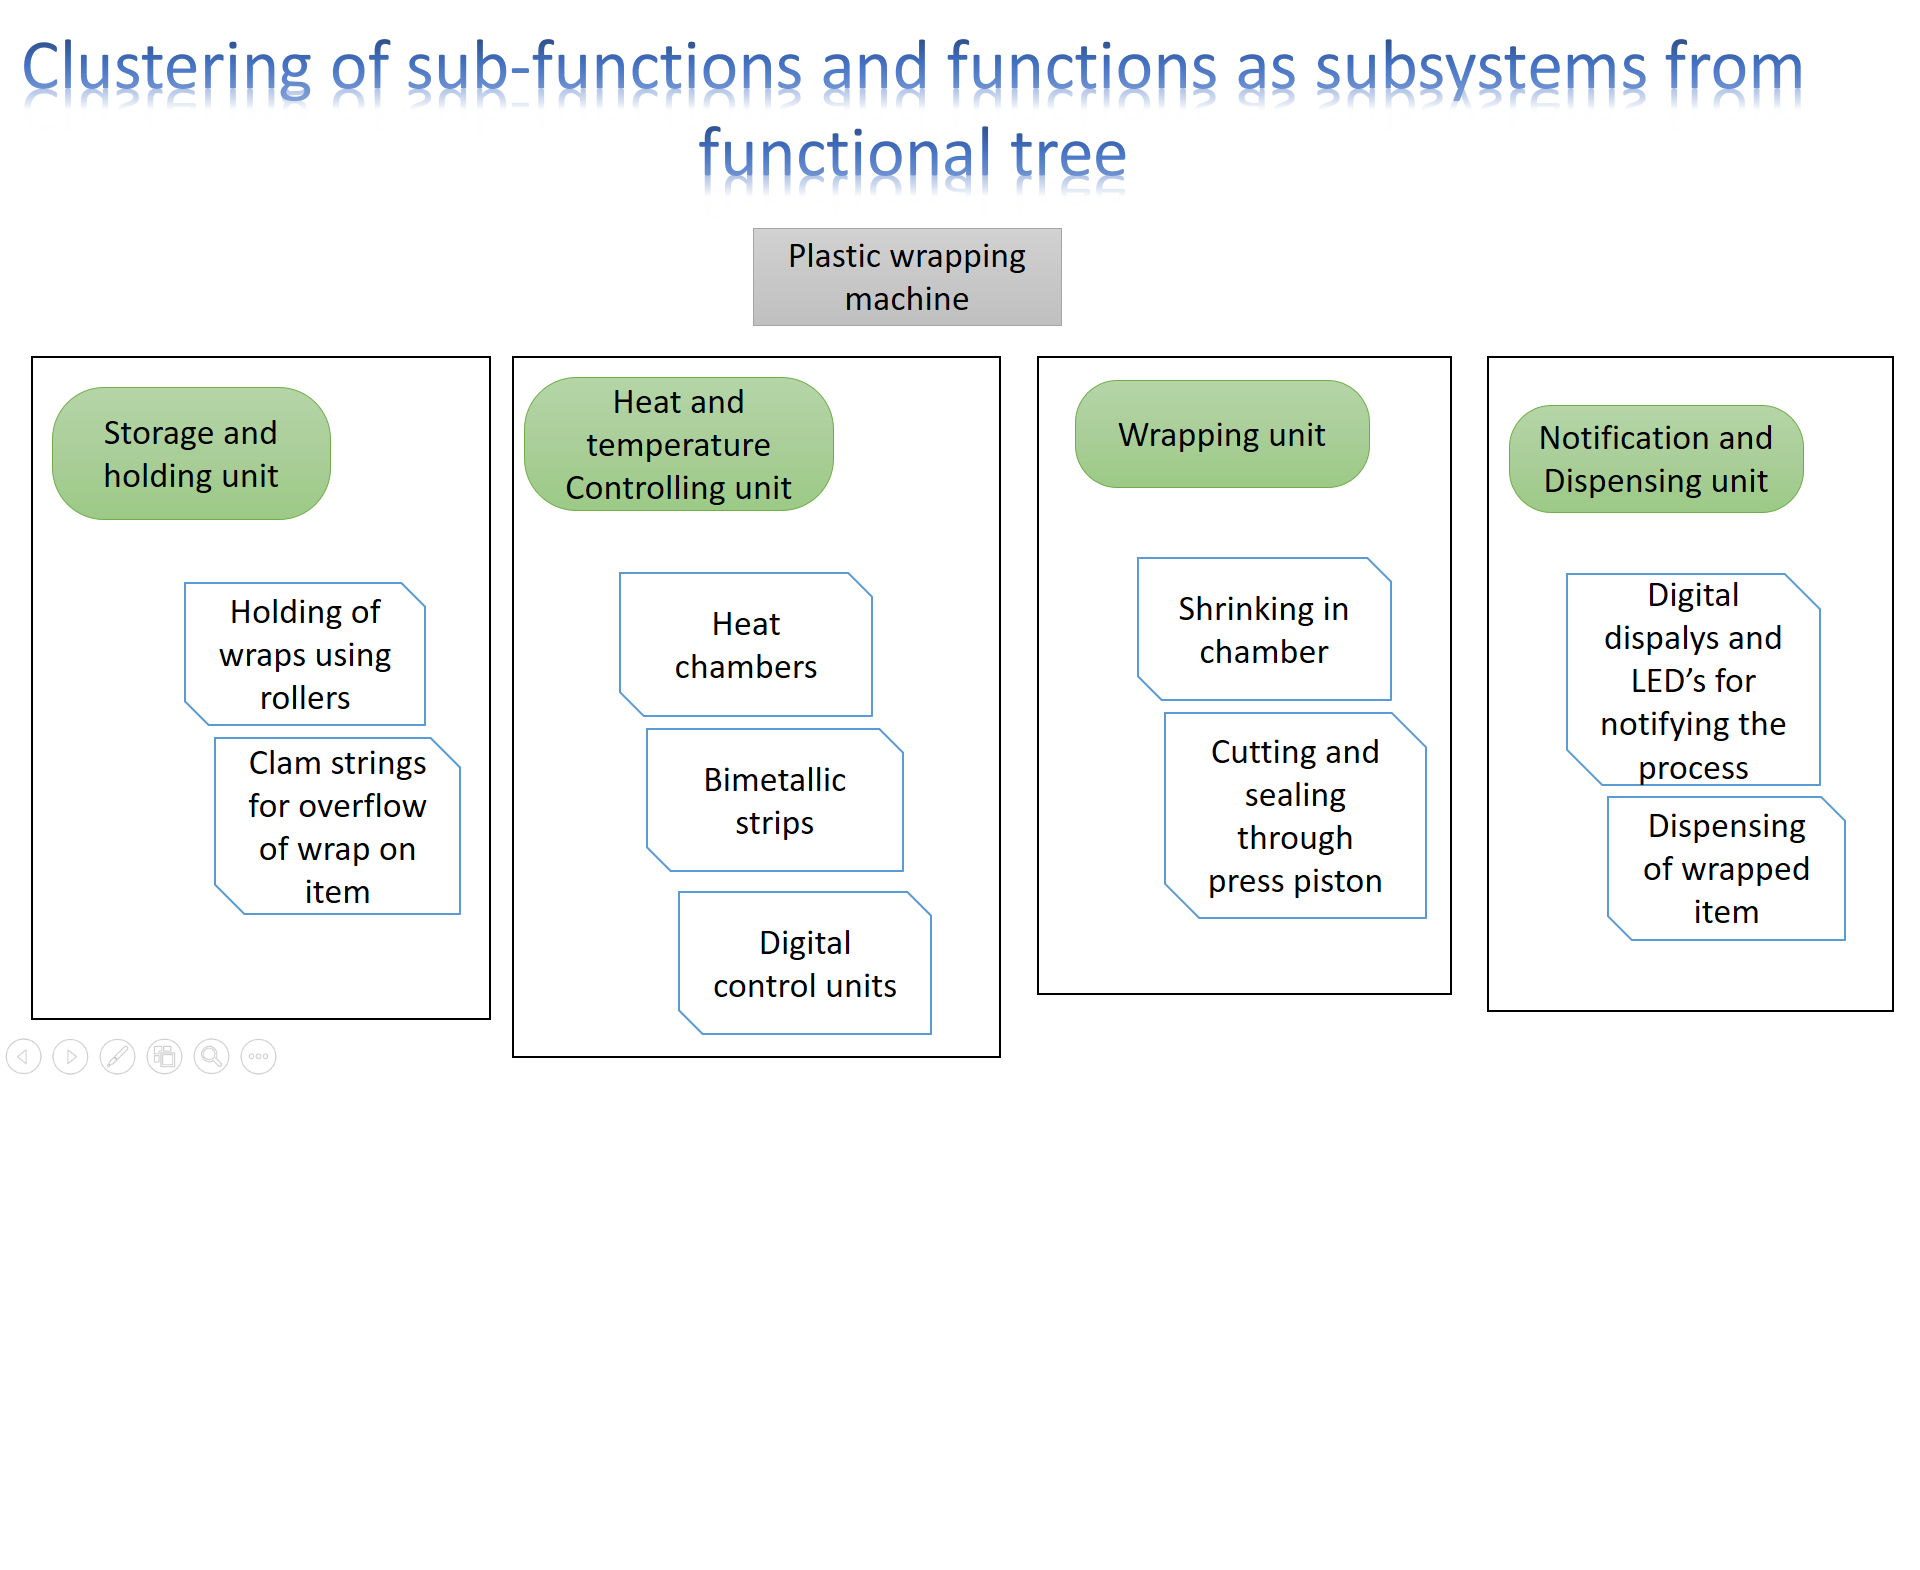 Clustering of sub-functions and functions as subsystems from
functional tree
Plastic wrapping
machine
Storage and
holding unit
Holding of
wraps using
rollers
Clam strings
for overflow
of wrap on
item
Heat and
temperature
Controlling unit
Heat
chambers
Bimetallic
strips
Digital
control units
Wrapping unit
Shrinking in
chamber
Cutting and
sealing
through
press piston
Notification and
Dispensing unit
Digital
dispalys and
LED’s for
notifying the
process
Dispensing
of wrapped
item